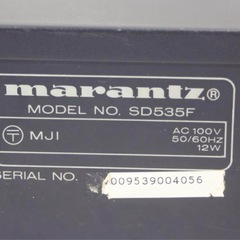 marantz®
MODEL NO. SD535F
〒 MJI
AC 100V
50/60HZ
12W
SERIAL NO.
009539004056